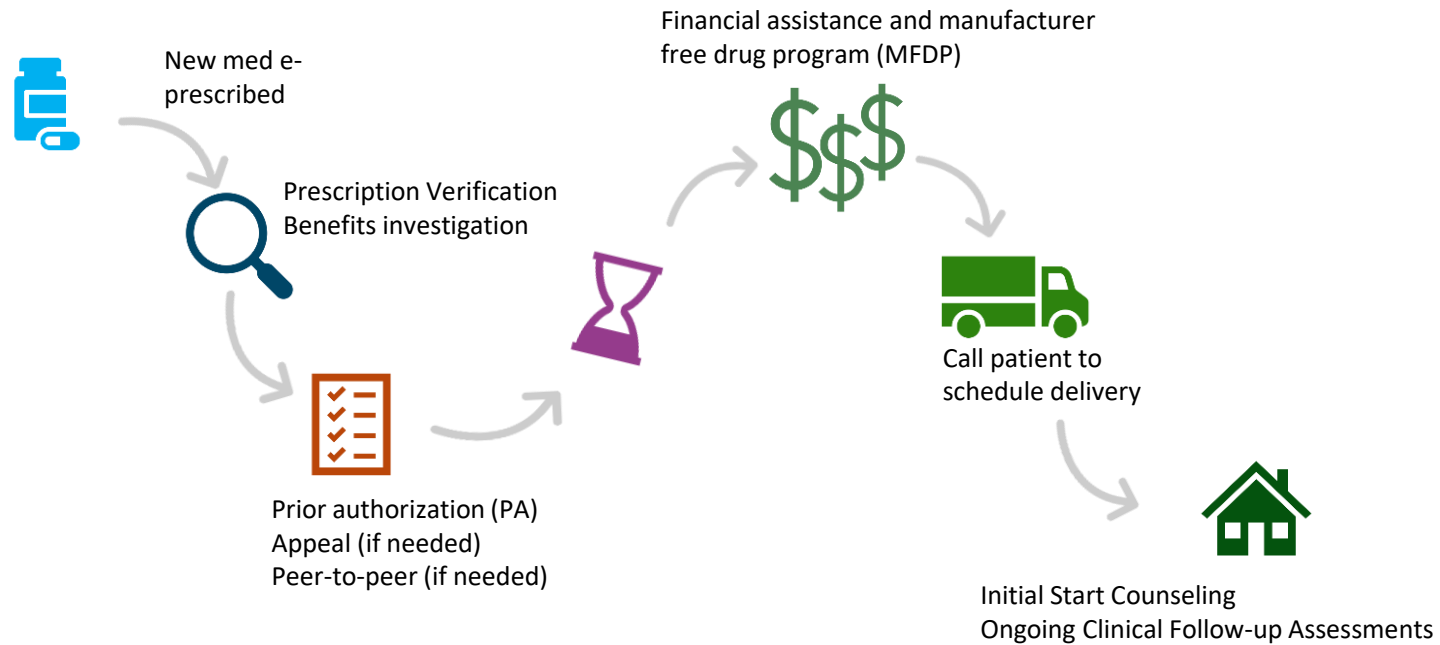 New med e-
prescribed
Prescription Verification
Benefits investigation
Prior authorization (PA)
Appeal (if needed)
Peer-to-peer (if needed)
Financial assistance and manufacturer
free drug program (MFDP)
Call patient to
schedule delivery
Initial Start Counseling
Ongoing Clinical Follow-up Assessments